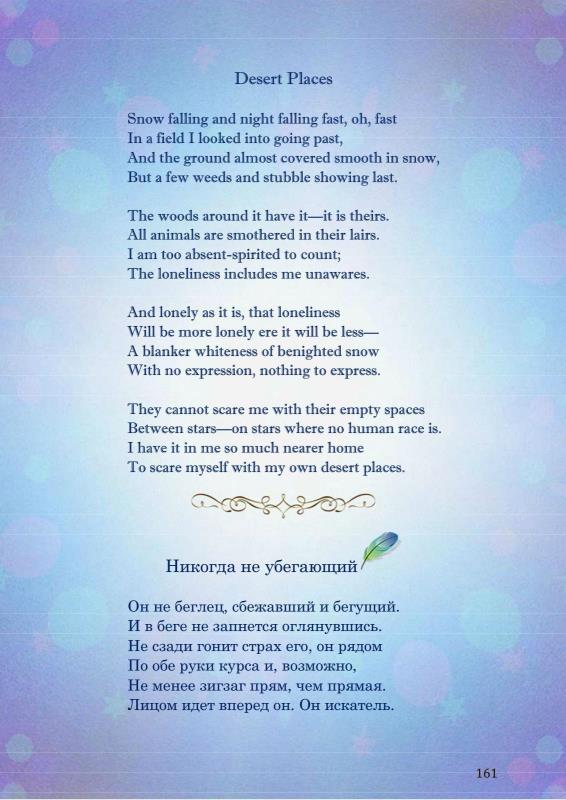 Desert Places
Snow falling and night falling fast, oh, fast
In a field I looked into going past,
And the ground almost covered smooth in snow,
But a few weeds and stubble showing last.
The woods around it have it—it is theirs.
All animals are smothered in their lairs.
I am too absent-spirited to count;
The loneliness includes me unawares.
And lonely as it is, that loneliness
Will be more lonely ere it will be less—
A blanker whiteness of benighted snow
With no expression, nothing to express.
They cannot scare me with their empty spaces
Between stars—on stars where no human race is.
I have it in me so much nearer home
To scare myself with my own desert places.
Никогда не убегающий
Он не беглец, сбежавший и бегущий.
И в беге не запнется оглянувшись.
Не сзади гонит страх его, он рядом
По обе руки курса и, возможно,
Не менее зигзаг прям, чем прямая.
Лицом идет вперед он. Он искатель.
161